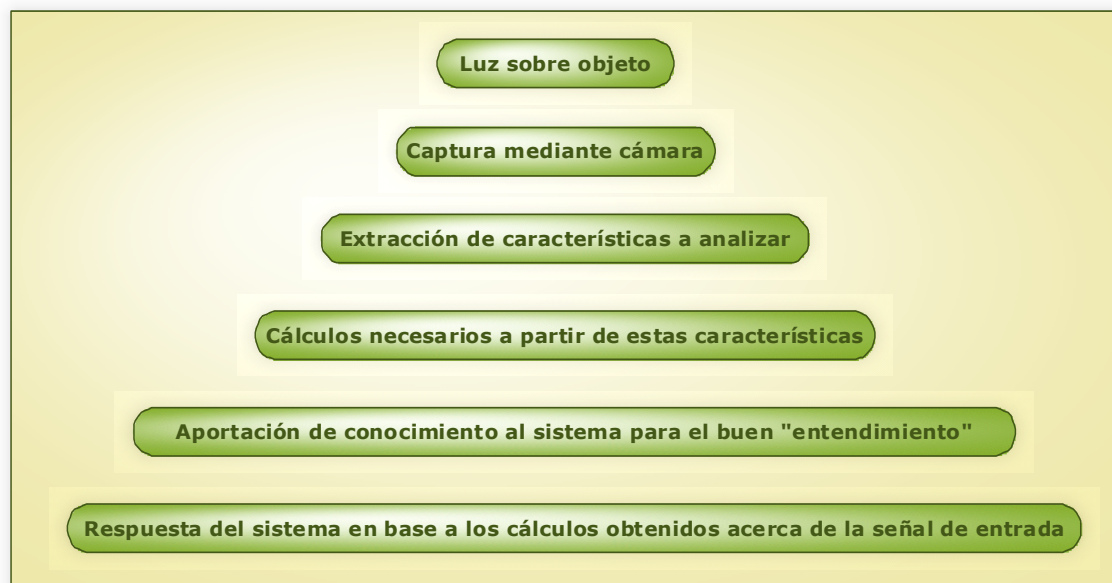 Luz sobre objeto
Captura mediante cámara
Extracción de características a analizar
Cálculos necesarios a partir de estas características
Aportación de conocimiento al sistema para el buen "entendimiento"
Respuesta del sistema en base a los cálculos obtenidos acerca de la señal de entrada